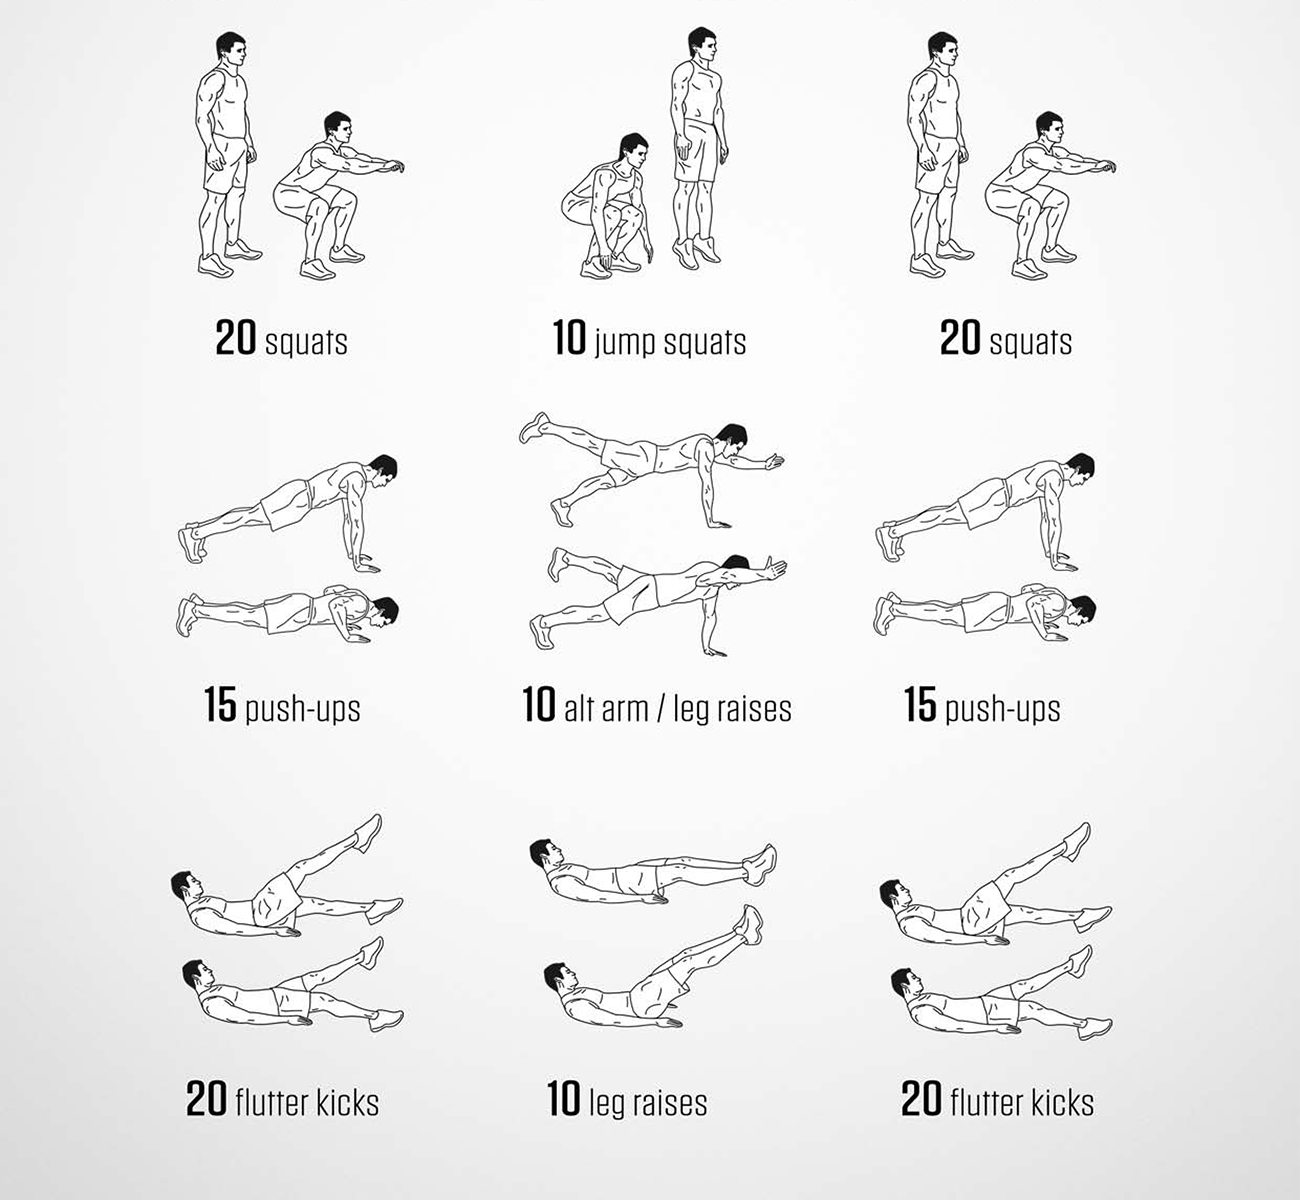 20 squats
10 jump squats
20 squats
15 push-ups
10 alt arm / leg raises
15 push-ups
20 flutter kicks
10 leg raises
20 flutter kicks